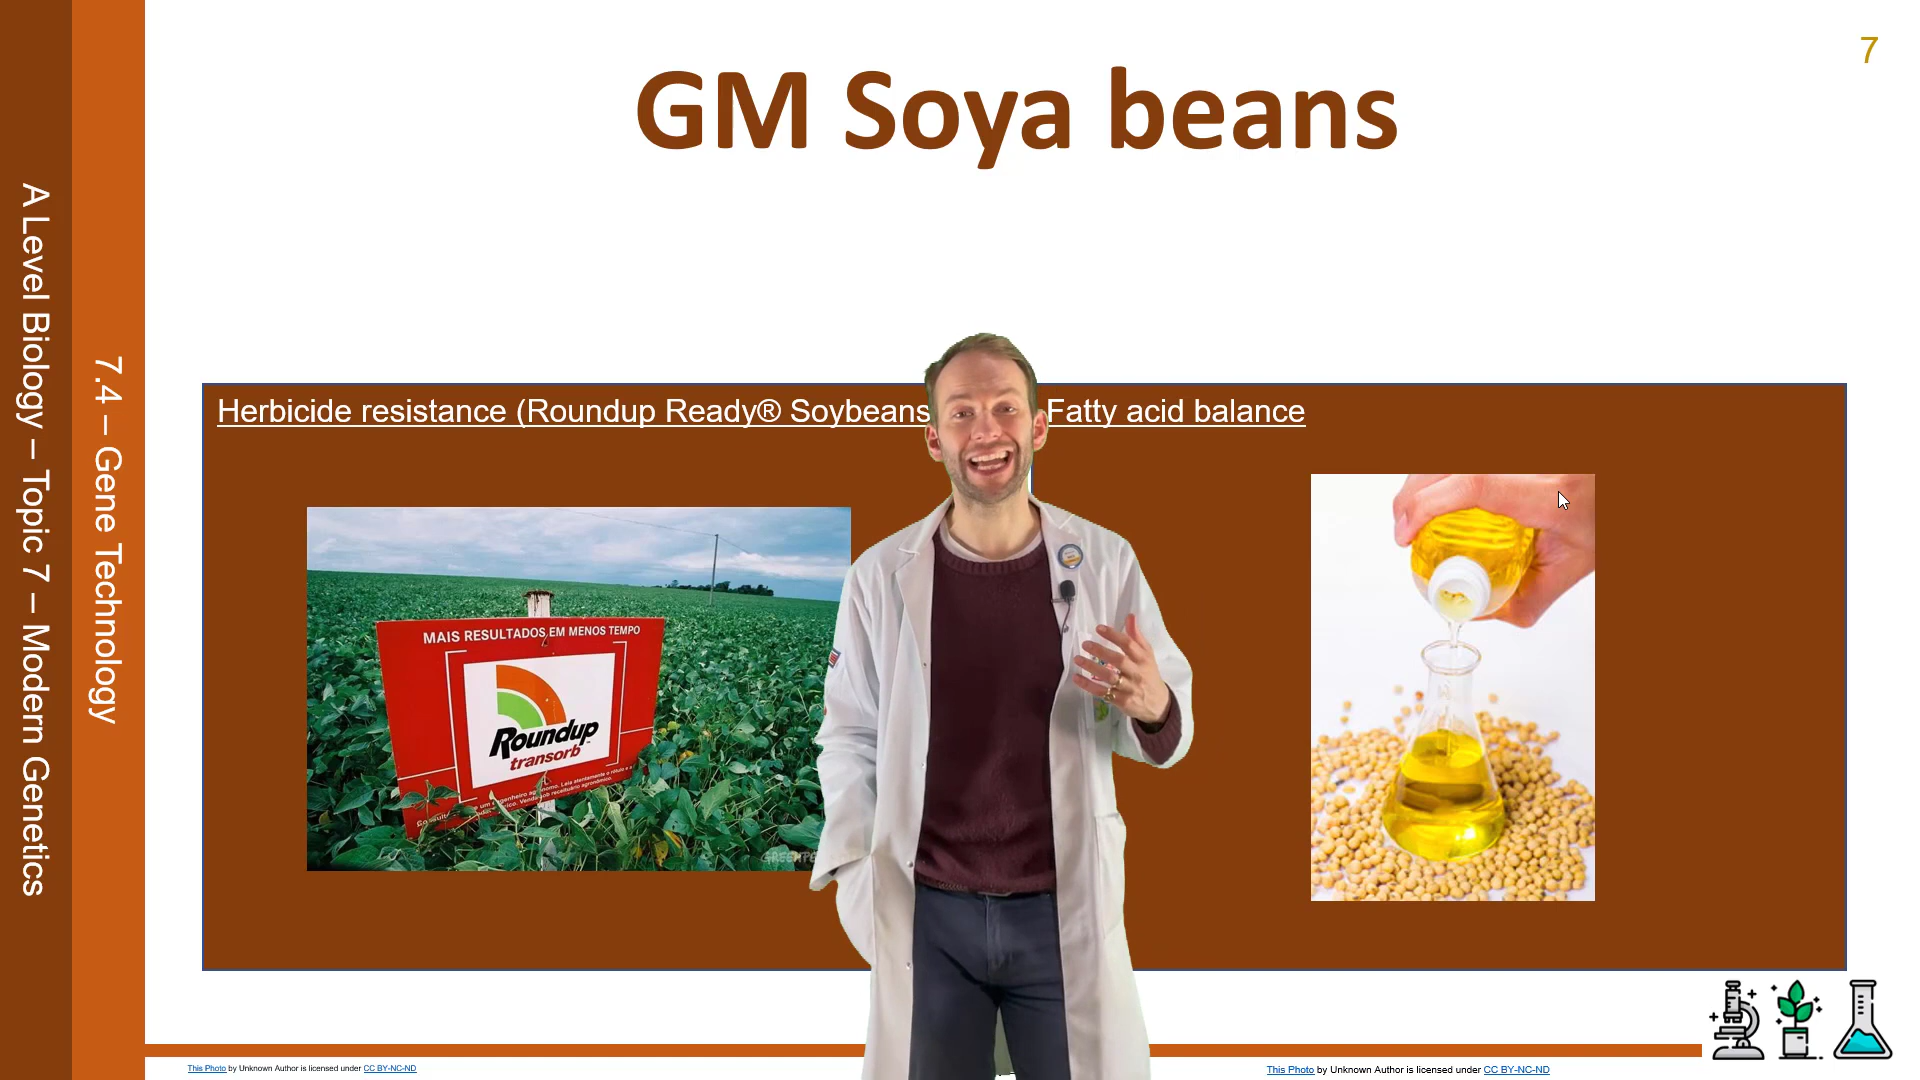 7
GM Soya beans
A Level Biology – Topic 7 – Modern Genetics
7.4 – Gene Technology
Herbicide resistance (Roundup Ready® Soybeans
Fatty acid balance
MAIS RESULTADOS EM MENOS TEMPO
Roundup
transorb
This Photo by Unknown Author is licensed under CC BY-NC-ND
This Photo by Unknown Author is licensed under CC BY-NC-ND